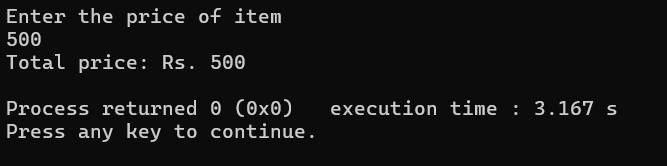 Enter the price of item
500
Total price: Rs. 500
Process returned 0 (0x0)   execution time : 3.167 s
Press any key to continue.